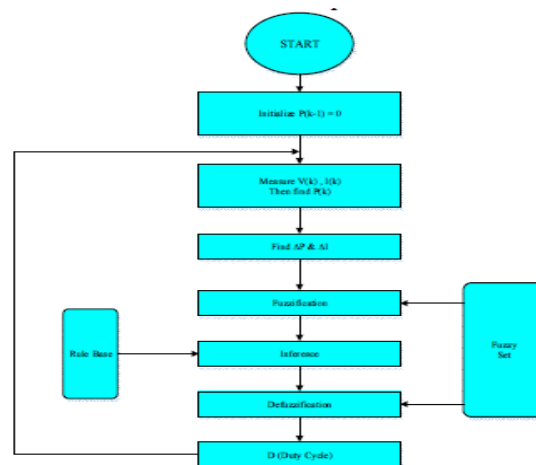 START
Initialize P(k-1) = 0
Measure V(k) , I(k)
Then find P(k)
Find ΔP & ΔI
Fuzzification
Rule Base
Inference
Fuzzy
Set
Defuzzification
D (Duty Cycle)